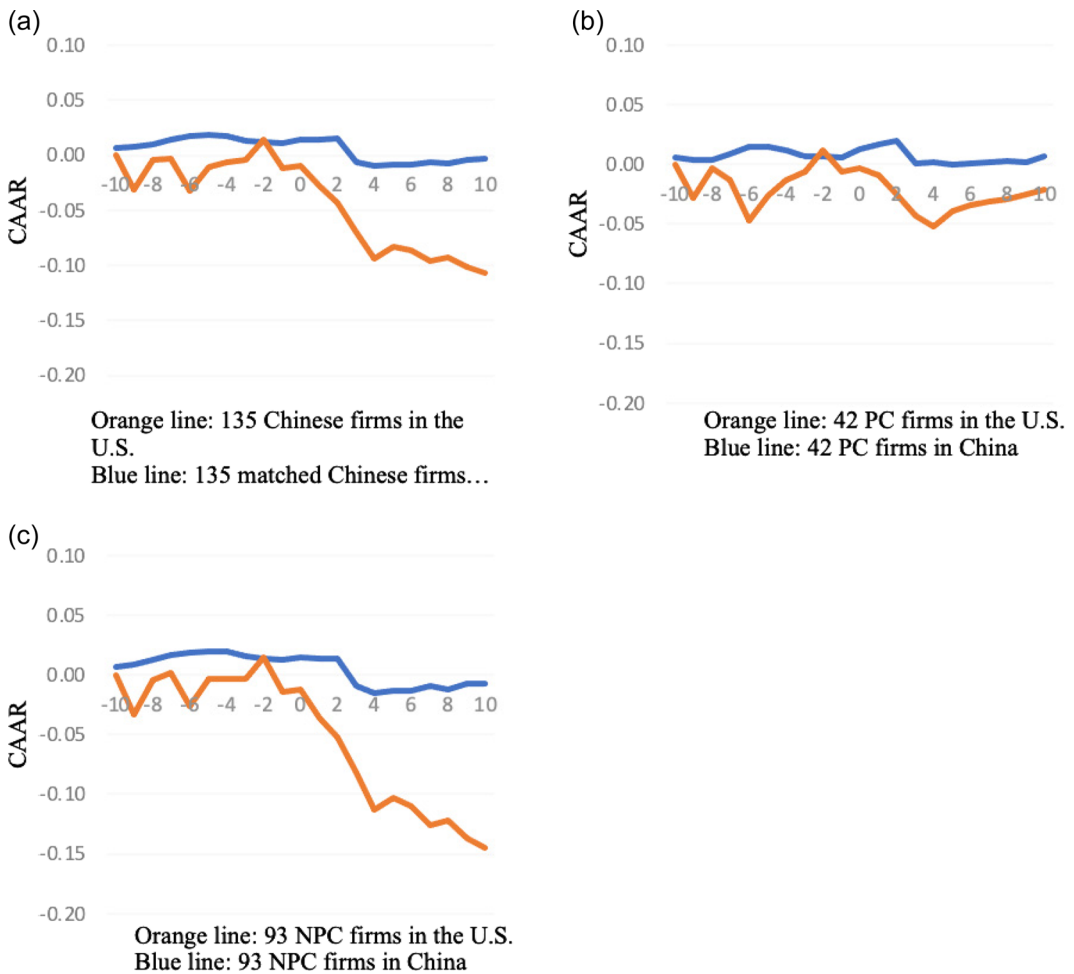 (a)
0.10
0.05
0.00
-10 -8 -6 -4 -2 0 2 4 6 8 10
-0.05
-0.10
-0.15
-0.20
CAAR
Orange line: 135 Chinese firms in the
U.S.
Blue line: 135 matched Chinese firms…
(b)
0.10
0.05
0.00
-10 -8 -6 -4 -2 0 2 4 6 8 10
-0.05
-0.10
-0.15
-0.20
CAAR
Orange line: 42 PC firms in the U.S.
Blue line: 42 PC firms in China
(c)
0.10
0.05
0.00
-10 -8 -6 -4 -2 0 2 4 6 8 10
-0.05
-0.10
-0.15
-0.20
CAAR
Orange line: 93 NPC firms in the U.S.
Blue line: 93 NPC firms in China